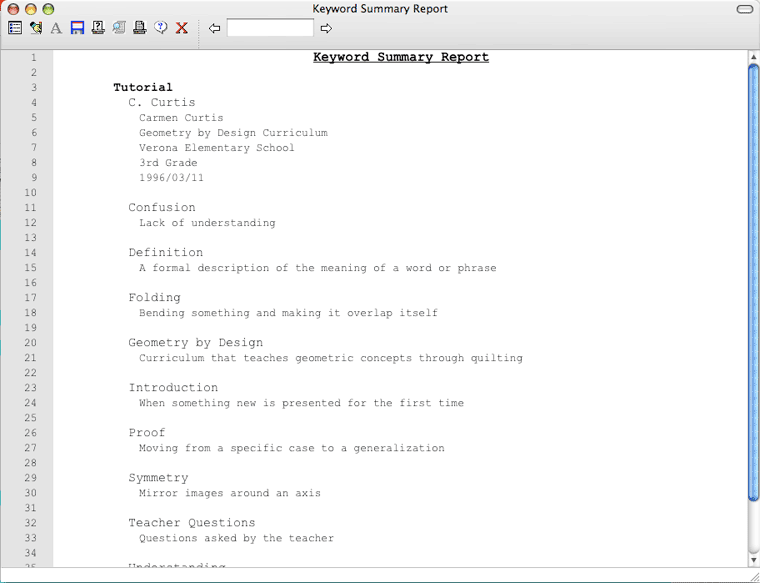 Keyword Summary Report
1 Keyword Summary Report
2
3 Tutorial
4 C. Curtis
5 Carmen Curtis
6 Geometry by Design Curriculum
7 Verona Elementary School
8 3rd Grade
9 1996/03/11
10
11 Confusion
12 Lack of understanding
13
14 Definition
15 A formal description of the meaning of a word or phrase
16
17 Folding
18 Bending something and making it overlap itself
19
20 Geometry by Design
21 Curriculum that teaches geometric concepts through quilting
22
23 Introduction
24 When something new is presented for the first time
25
26 Proof
27 Moving from a specific case to a generalization
28
29 Symmetry
30 Mirror images around an axis
31
32 Teacher Questions
33 Questions asked by the teacher
34
Understanding